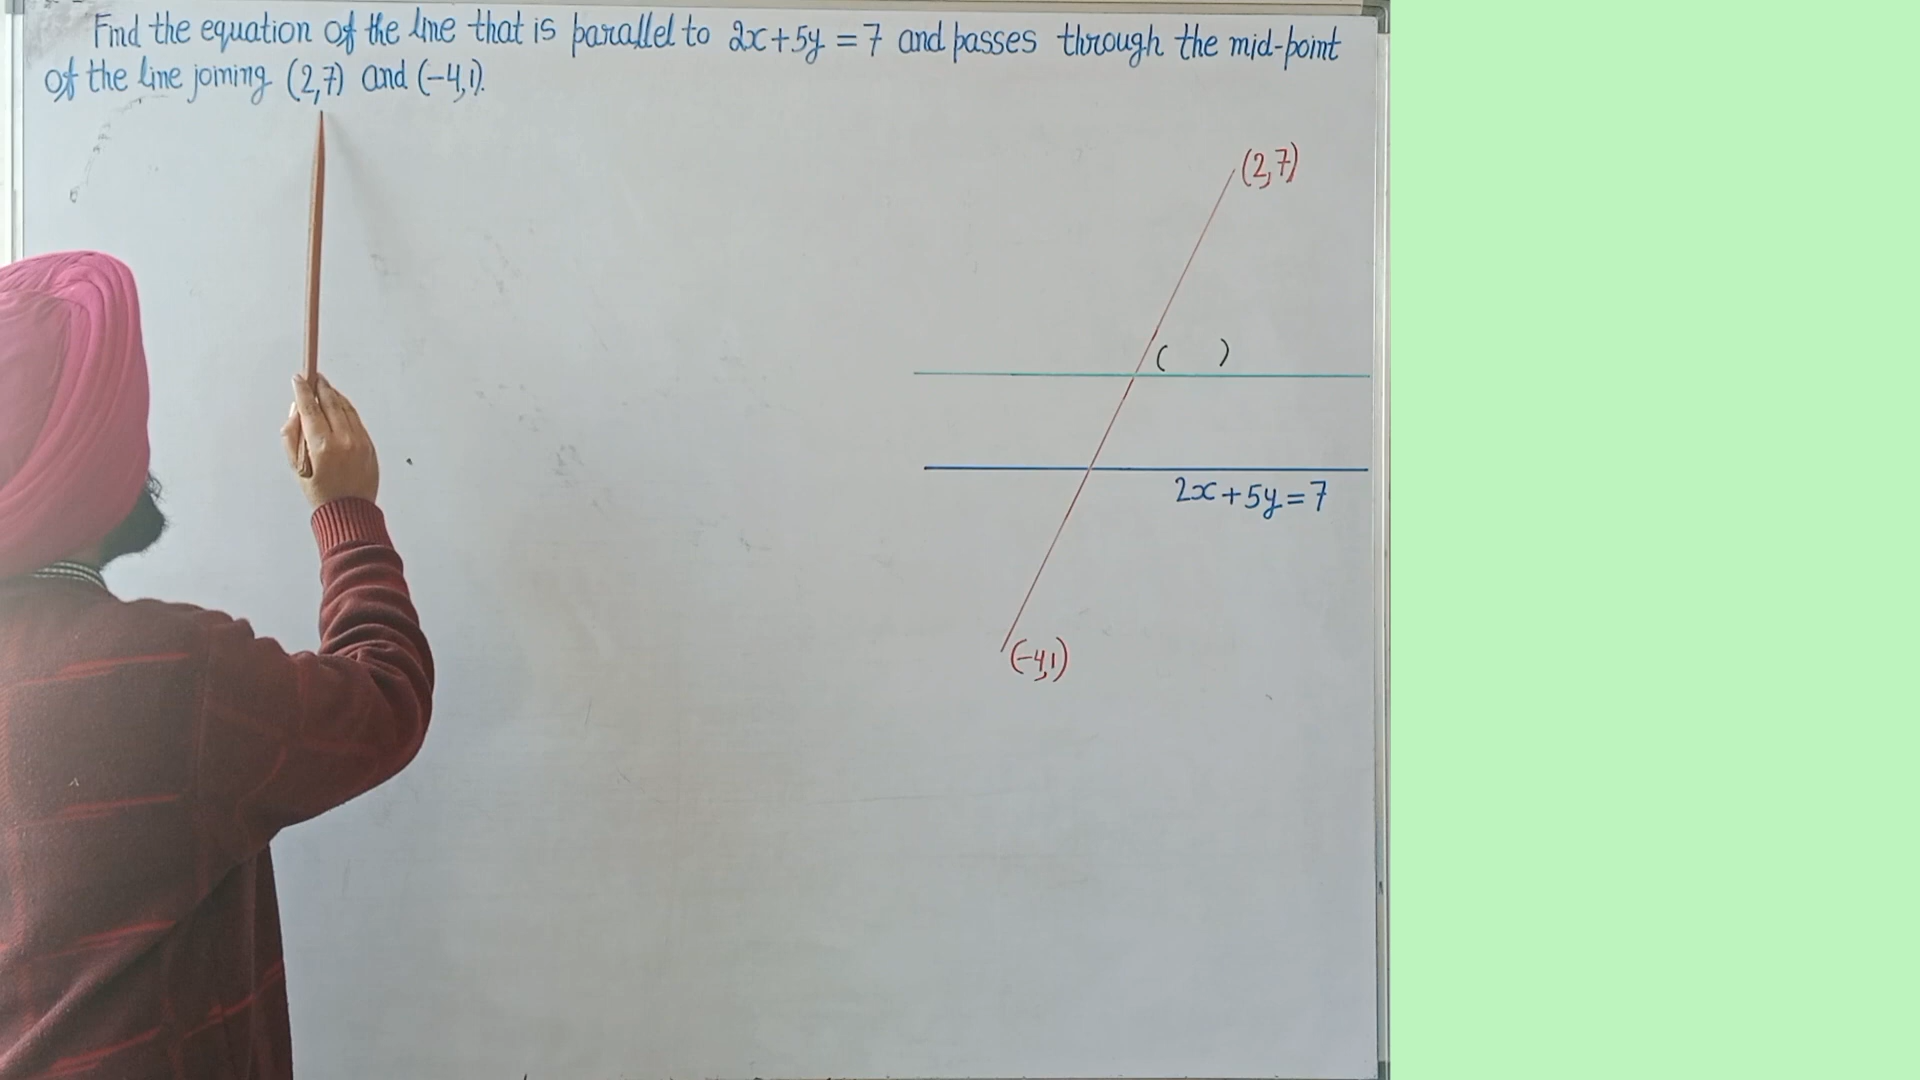 Find the equation of the line that is parallel to 2x+5y=7 and passes through the mid-point
of the line joining (2,7) and (-4,1).
(2,7)
( )
2x+5y=7
(-4,1)